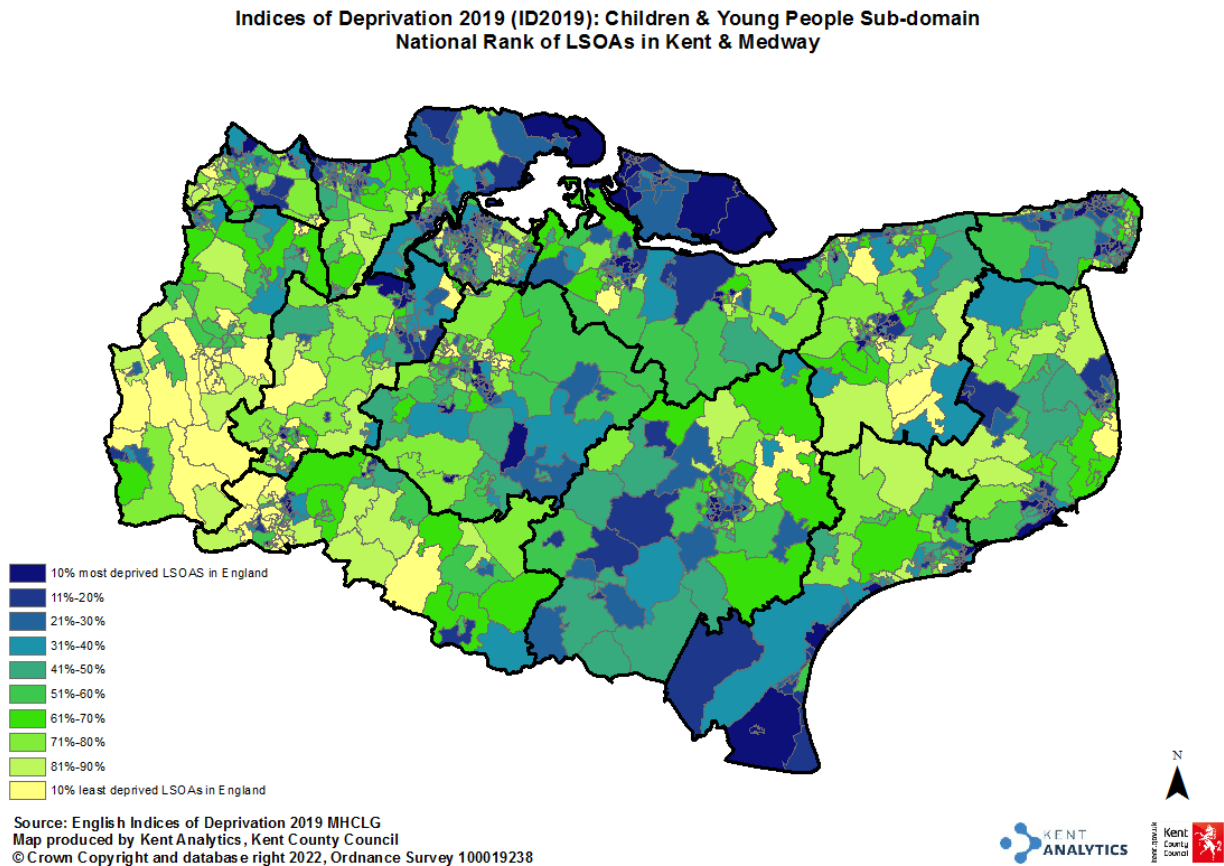 Indices of Deprivation 2019 (ID2019): Children & Young People Sub-domain
National Rank of LSOAs in Kent & Medway
10% most deprived LSOAS in England
11%-20%
21%-30%
31%-40%
41%-50%
51%-60%
61%-70%
71%-80%
81%-90%
10% least deprived LSOAs in England
N
Source: English Indices of Deprivation 2019 MHCLG
Map produced by Kent Analytics, Kent County Council
© Crown Copyright and database right 2022, Ordnance Survey 100019238
KENT
ANALYTICS
Kent
County
Council